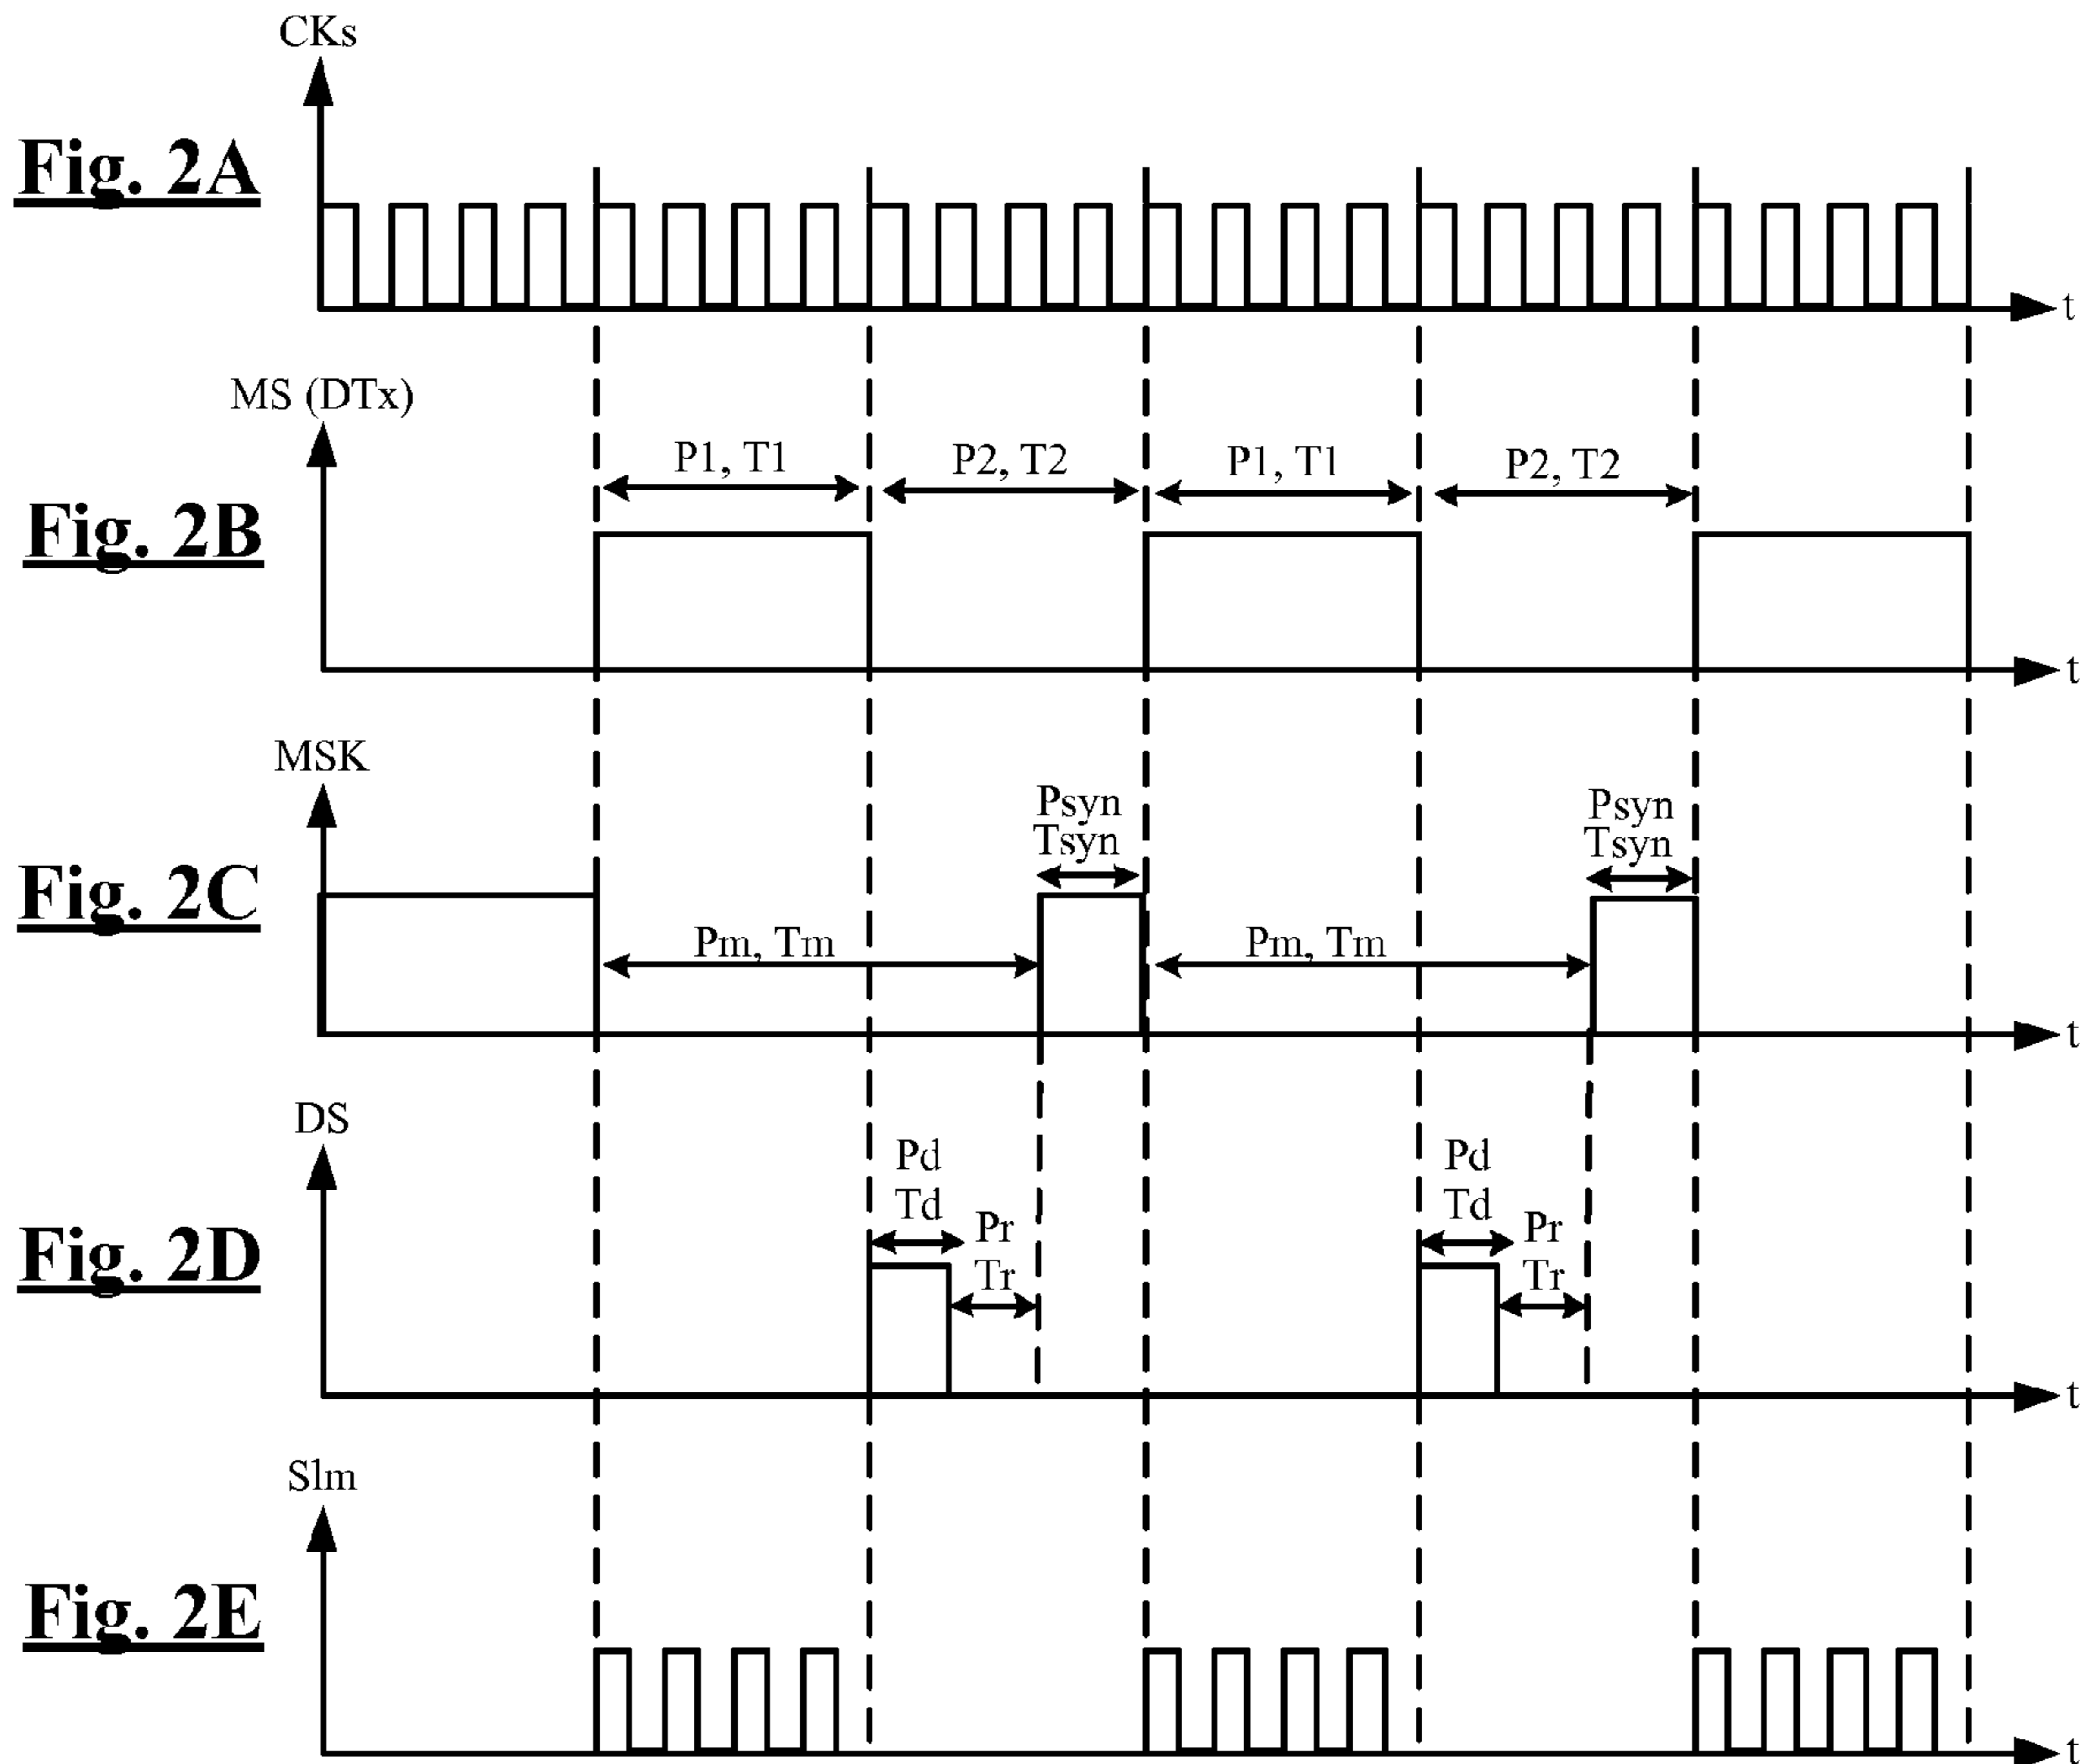 CKs
Fig. 2A
t
MS (DTx)
P1, T1
P2, T2
P1, T1
P2, T2
Fig. 2B
t
MSK
Psyn
Tsyn
Psyn
Tsyn
Fig. 2C
Pm, Tm
Pm, Tm
t
DS
Pd
Td
Pr
Tr
Pd
Td
Pr
Tr
Fig. 2D
t
Slm
Fig. 2E
t